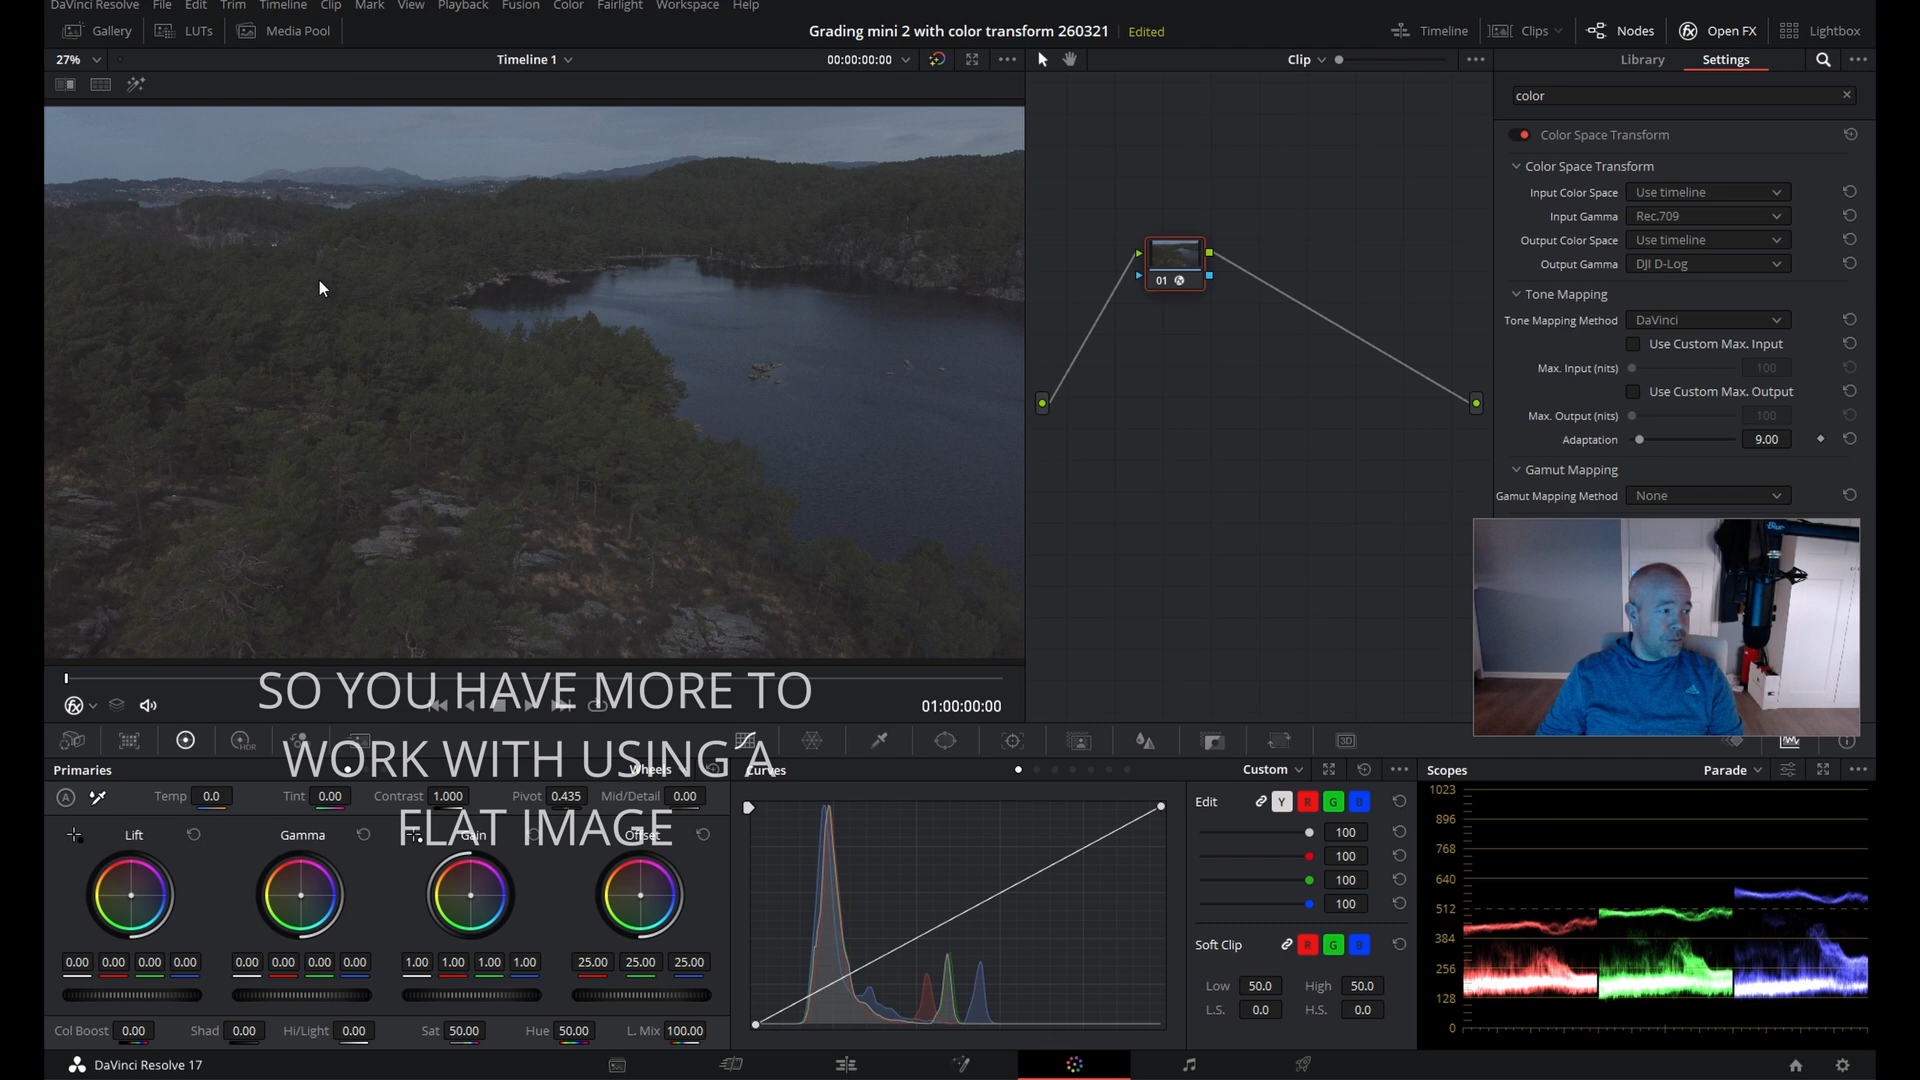 DaVinci Resolve File Edit Trim Timeline Clip Mark View Playback Fusion Color Fairlight Workspace Help
Gallery LUTs Media Pool Grading mini 2 with color transform 260321 Edited Timeline Clips Nodes Open FX Lightbox
27% Timeline 1 00:00:00:00 Clip Library Settings
color
Color Space Transform
Color Space Transform
Input Color Space Use timeline
Input Gamma Rec.709
Output Color Space Use timeline
Output Gamma DJI D-Log
Tone Mapping
Tone Mapping Method DaVinci
Use Custom Max. Input
Max. Input (nits) 100
Use Custom Max. Output
Max. Output (nits) 100
Adaptation 9.00
Gamut Mapping
Gamut Mapping Method None
01
01:00:00:00
SO YOU HAVE MORE TO
WORK WITH USING A
FLAT IMAGE
HDR
3D
Primaries Wheels
A Temp 0.0 Tint 0.00 Contrast 1.000 Pivot 0.435 Mid/Detail 0.00
Lift Gamma Gain Offset
0.00 0.00 0.00 0.00 0.00 0.00 0.00 0.00 1.00 1.00 1.00 1.00 25.00 25.00 25.00
Col Boost 0.00 Shad 0.00 Hi/Light 0.00 Sat 50.00 Hue 50.00 L. Mix 100.00
Curves Custom
Edit Y R G B
100
100
100
100
Soft Clip R G B
Low 50.0 High 50.0
L.S. 0.0 H.S. 0.0
Scopes Parade
1023
896
768
640
512
384
256
128
0
DaVinci Resolve 17